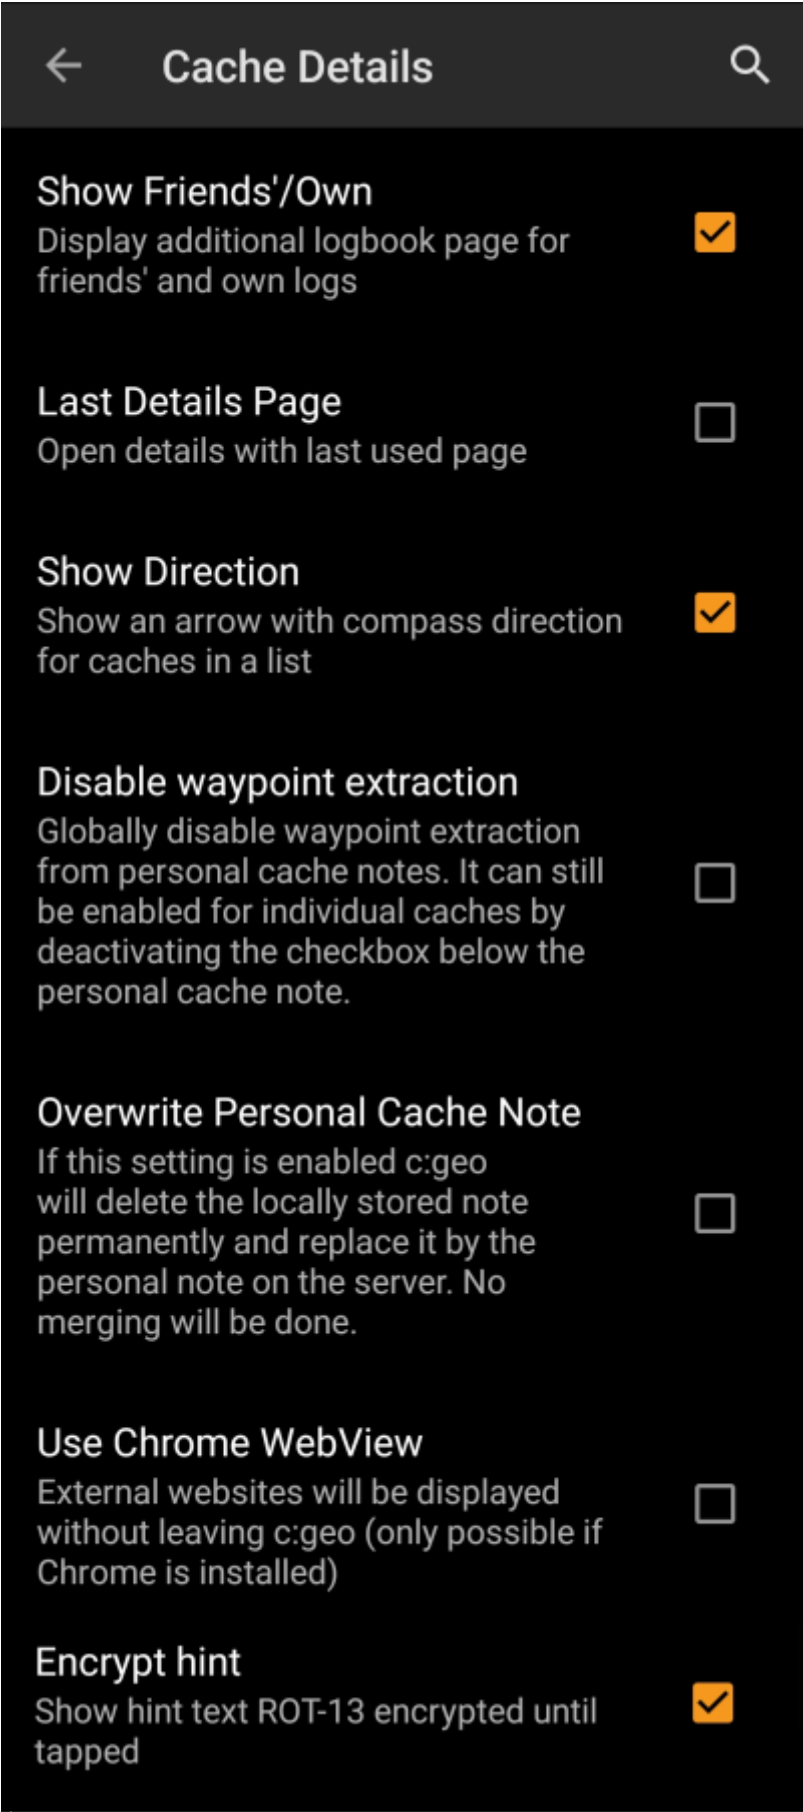 Cache Details
Show Friends'/Own
Display additional logbook page for
friends' and own logs
Last Details Page
Open details with last used page
Show Direction
Show an arrow with compass direction
for caches in a list
Disable waypoint extraction
Globally disable waypoint extraction
from personal cache notes. It can still
be enabled for individual caches by
deactivating the checkbox below the
personal cache note.
Overwrite Personal Cache Note
If this setting is enabled c:geo
will delete the locally stored note
permanently and replace it by the
personal note on the server. No
merging will be done.
Use Chrome WebView
External websites will be displayed
without leaving c:geo (only possible if
Chrome is installed)
Encrypt hint
Show hint text ROT-13 encrypted until
tapped